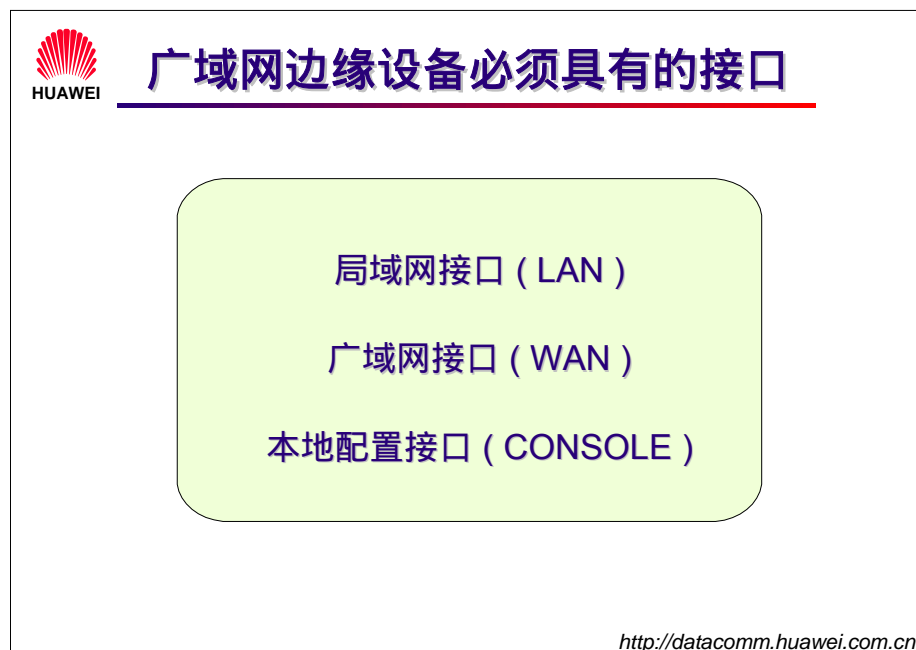 广域网边缘设备必须具有的接口
HUAWEI
局域网接口 ( LAN )
广域网接口 ( WAN )
本地配置接口 ( CONSOLE )
http://datacomm.huawei.com.cn